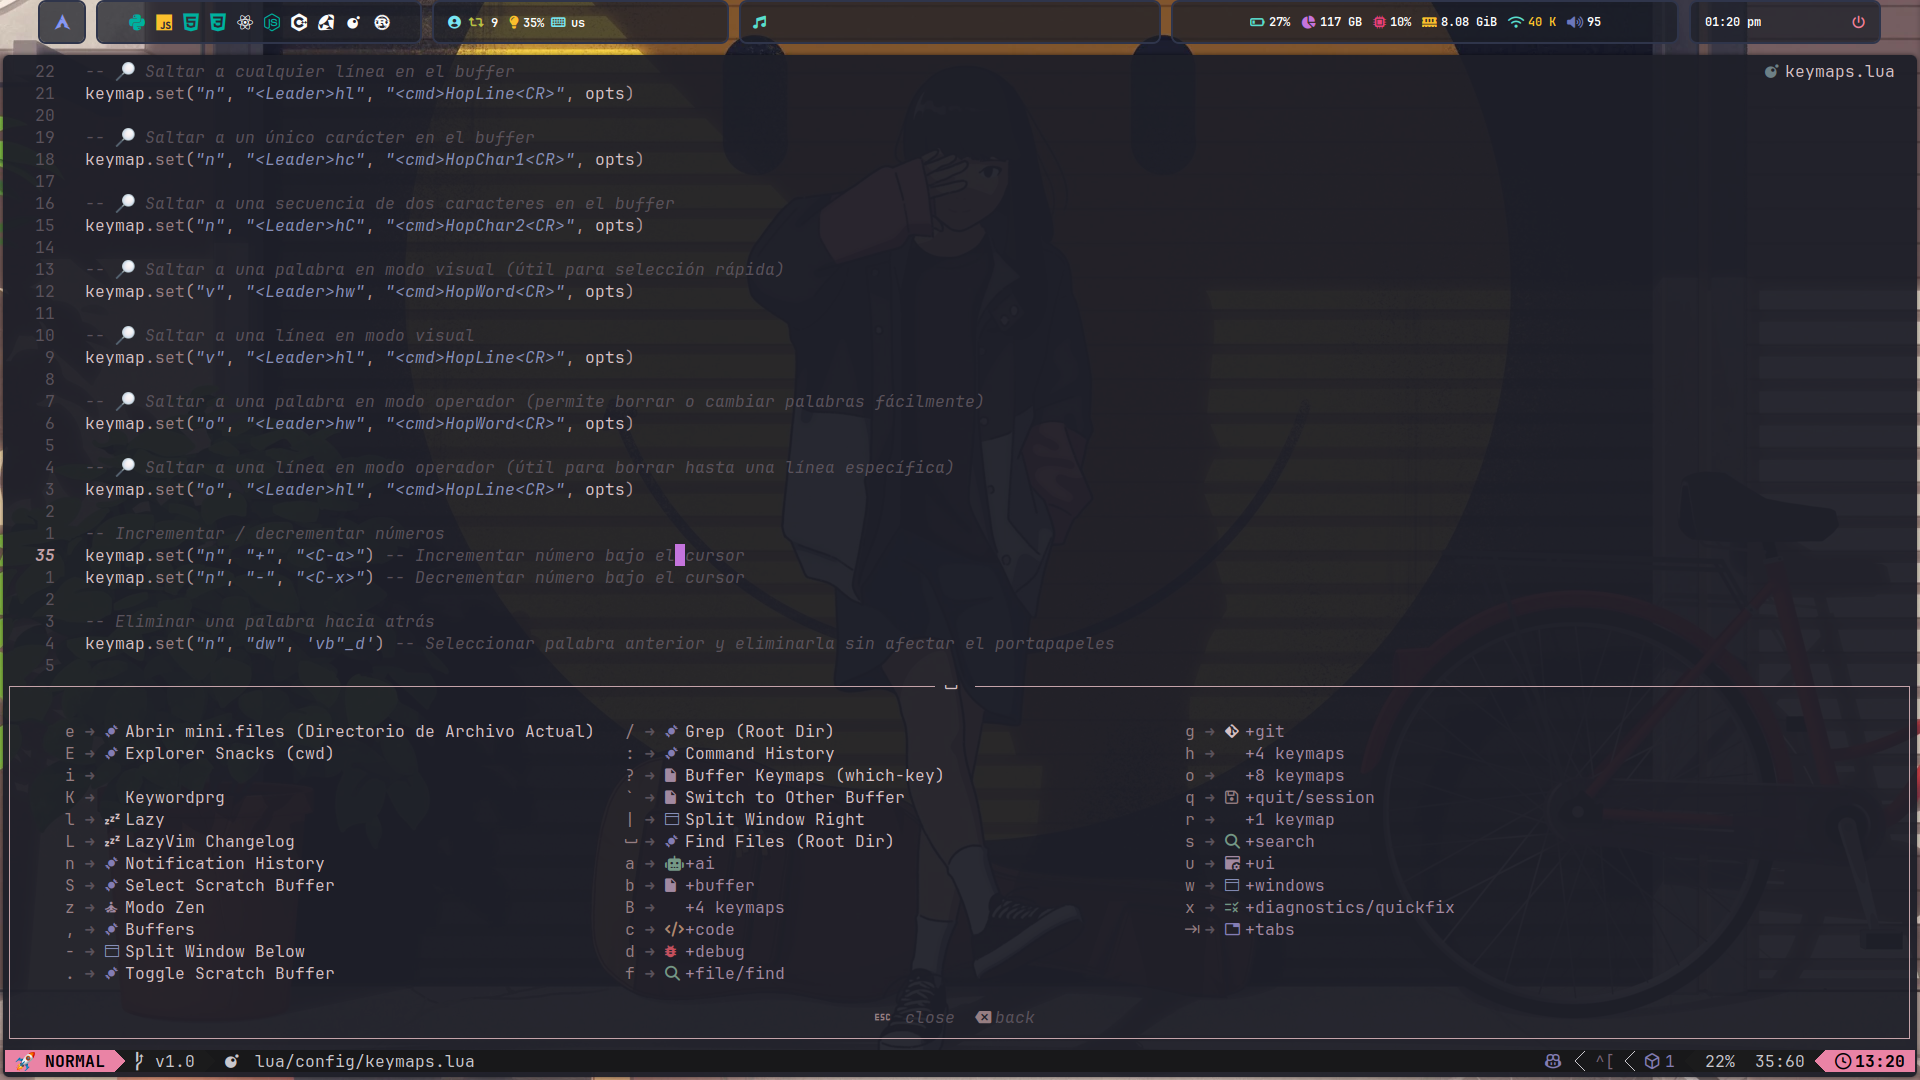 JS 5 3 JS C 9 35% us 27% 117 GB 10% 8.08 GiB 40 K 95 01:20 pm
keymaps.lua
22 -- 🔎 Saltar a cualquier línea en el buffer
21 keymap.set("n", "<Leader>hl", "<cmd>HopLine<CR>", opts)
20
19 -- 🔎 Saltar a un único carácter en el buffer
18 keymap.set("n", "<Leader>hc", "<cmd>HopChar1<CR>", opts)
17
16 -- 🔎 Saltar a una secuencia de dos caracteres en el buffer
15 keymap.set("n", "<Leader>hC", "<cmd>HopChar2<CR>", opts)
14
13 -- 🔎 Saltar a una palabra en modo visual (útil para selección rápida)
12 keymap.set("v", "<Leader>hw", "<cmd>HopWord<CR>", opts)
11
10 -- 🔎 Saltar a una línea en modo visual
9 keymap.set("v", "<Leader>hl", "<cmd>HopLine<CR>", opts)
8
7 -- 🔎 Saltar a una palabra en modo operador (permite borrar o cambiar palabras fácilmente)
6 keymap.set("o", "<Leader>hw", "<cmd>HopWord<CR>", opts)
5
4 -- 🔎 Saltar a una línea en modo operador (útil para borrar hasta una línea específica)
3 keymap.set("o", "<Leader>hl", "<cmd>HopLine<CR>", opts)
2
1 -- Incrementar / decrementar números
35 keymap.set("n", "+", "<C-a>") -- Incrementar número bajo el cursor
1 keymap.set("n", "-", "<C-x>") -- Decrementar número bajo el cursor
2
3 -- Eliminar una palabra hacia atrás
4 keymap.set("n", "dw", 'vb"_d') -- Seleccionar palabra anterior y eliminarla sin afectar el portapapeles
5
e → Abrir mini.files (Directorio de Archivo Actual)
E → Explorer Snacks (cwd)
i →
K → Keywordprg
l → zzz Lazy
L → zzz LazyVim Changelog
n → Notification History
S → Select Scratch Buffer
z → Modo Zen
, → Buffers
- → Split Window Below
. → Toggle Scratch Buffer
/ → Grep (Root Dir)
: → Command History
? → Buffer Keymaps (which-key)
` → Switch to Other Buffer
| → Split Window Right
␣ → Find Files (Root Dir)
a → +ai
b → +buffer
B → +4 keymaps
c → </> +code
d → +debug
f → +file/find
g → +git
h → +4 keymaps
o → +8 keymaps
q → +quit/session
r → +1 keymap
s → +search
u → +ui
w → +windows
x → +diagnostics/quickfix
⇥ → +tabs
ESC close back
🚀 NORMAL v1.0 lua/config/keymaps.lua ^[ 1 22% 35:60 13:20